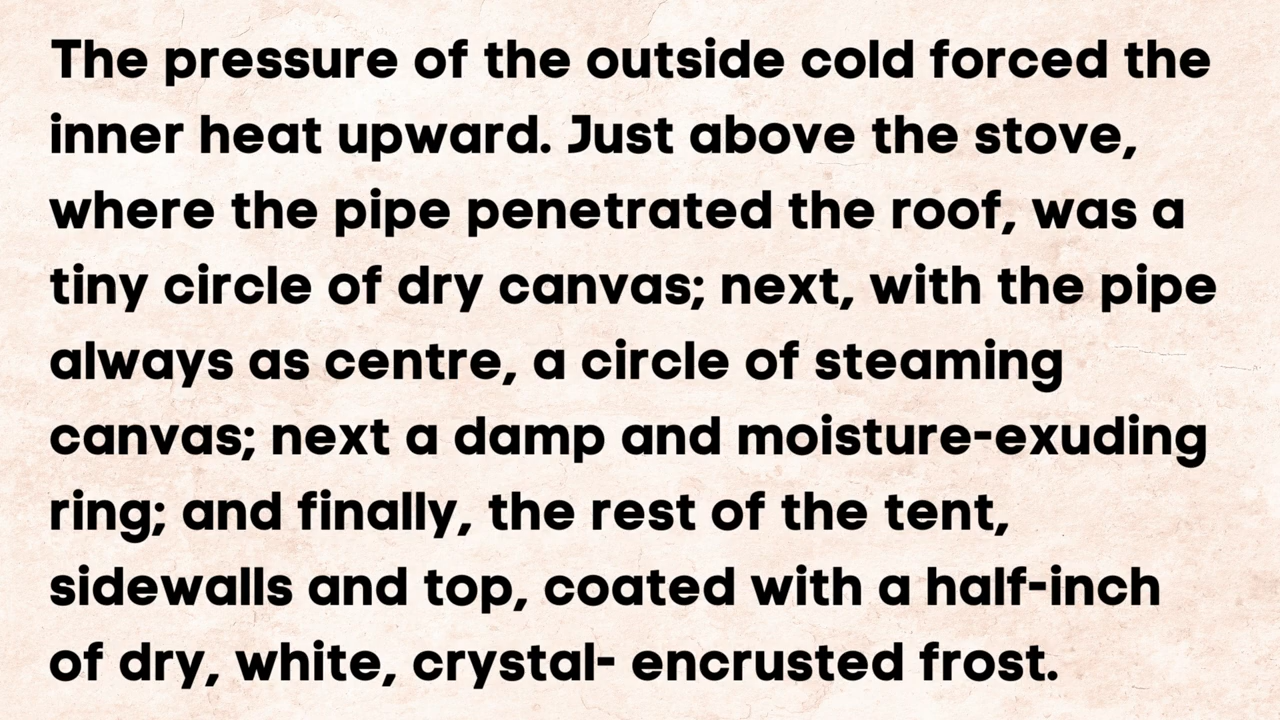 The pressure of the outside cold forced the
inner heat upward. Just above the stove,
where the pipe penetrated the roof, was a
tiny circle of dry canvas; next, with the pipe
always as centre, a circle of steaming
canvas; next a damp and moisture-exuding
ring; and finally, the rest of the tent,
sidewalls and top, coated with a half-inch
of dry, white, crystal- encrusted frost.